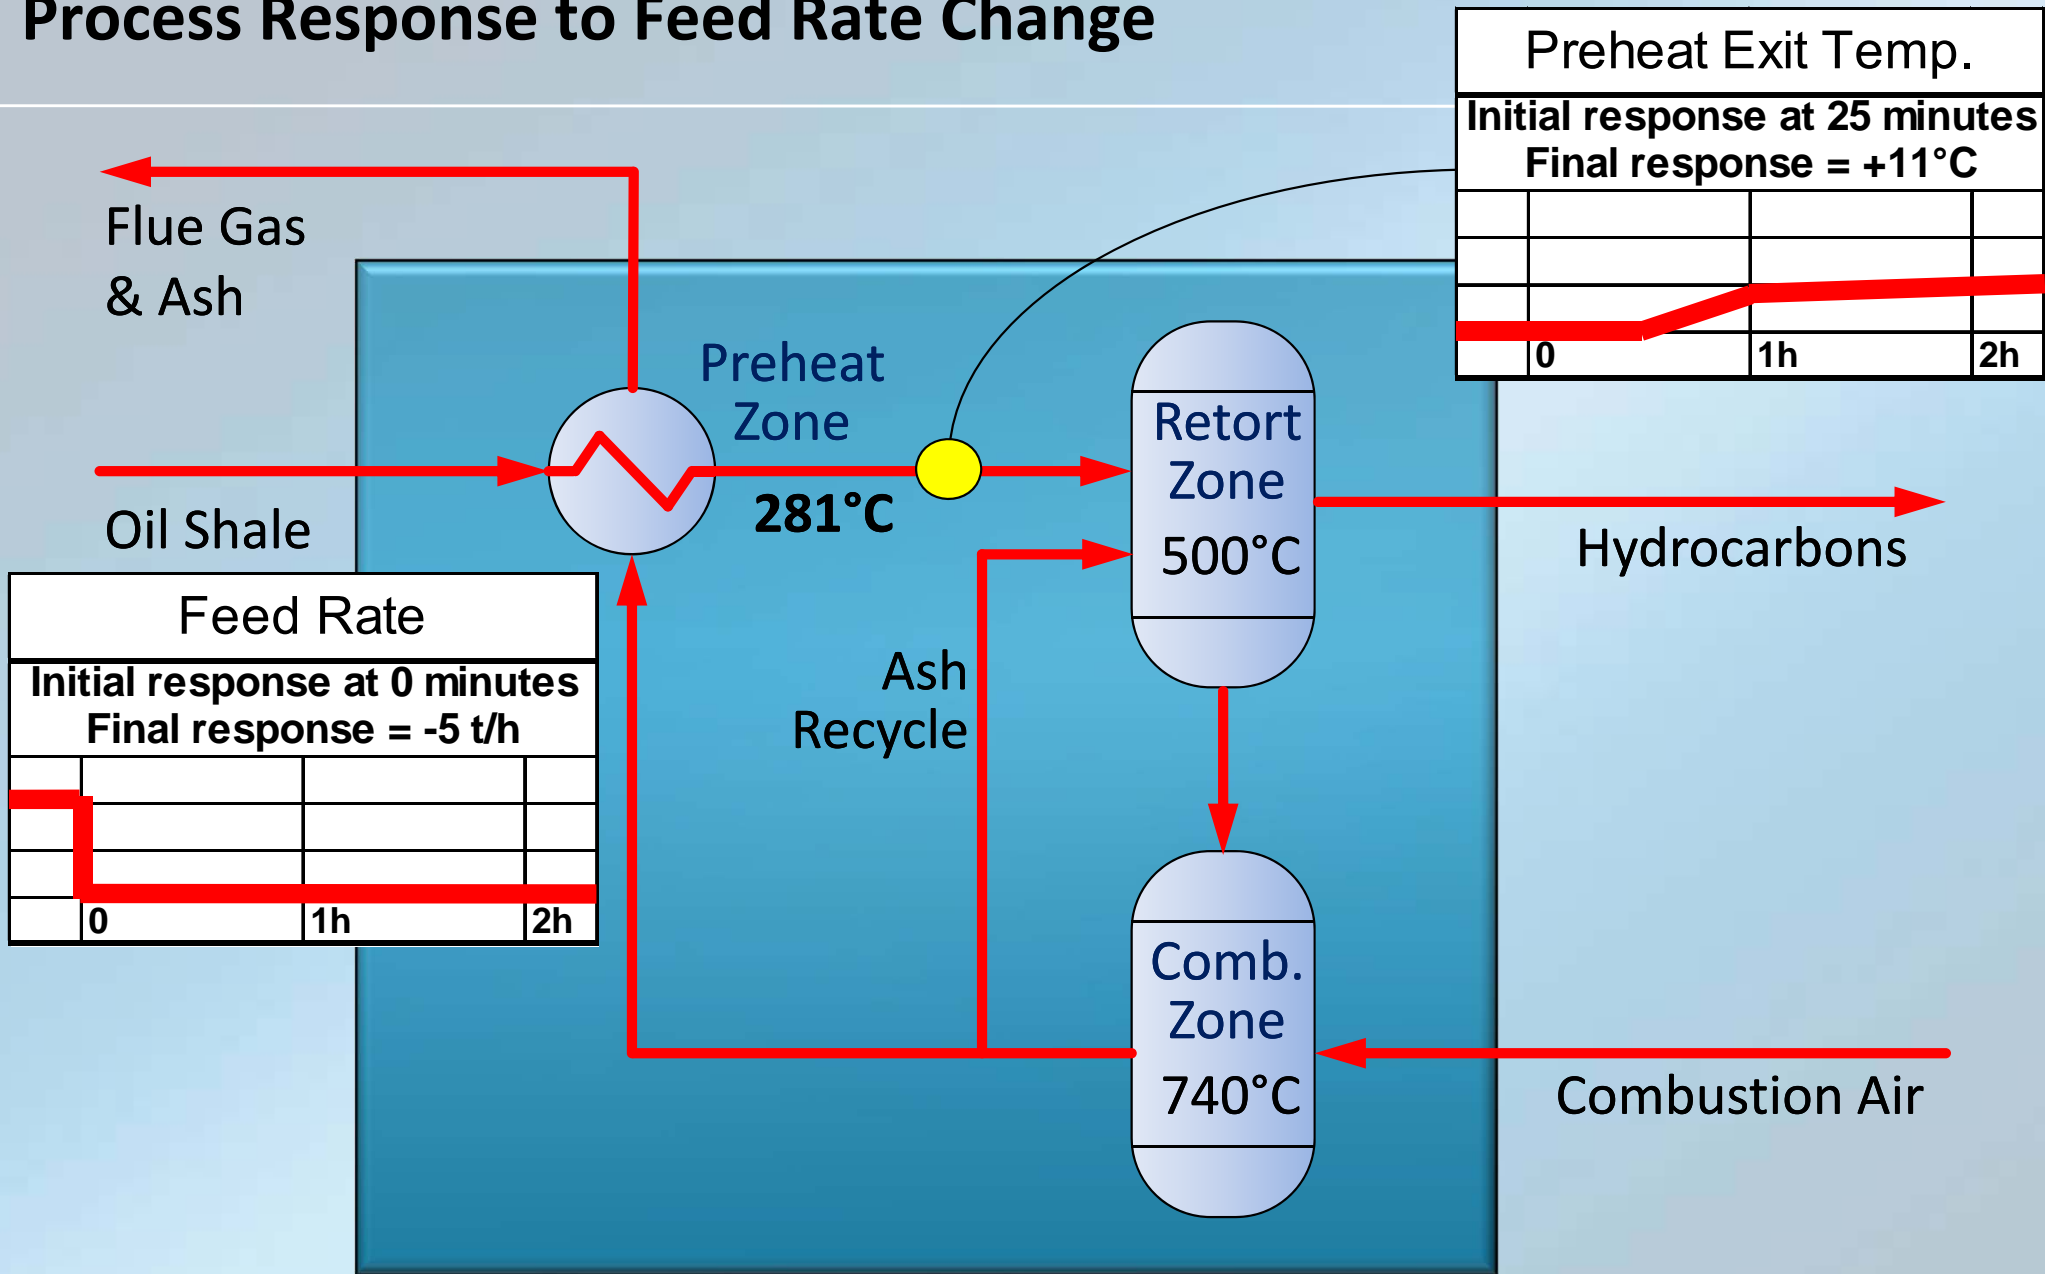 Process Response to Feed Rate Change
Preheat Exit Temp.
Initial response at 25 minutes
Final response = +11°C
0
1h
2h
Flue Gas
& Ash
Preheat
Zone
281°C
Oil Shale
Retort
Zone
500°C
Hydrocarbons
Feed Rate
Initial response at 0 minutes
Final response = -5 t/h
0
1h
2h
Ash
Recycle
Comb.
Zone
740°C
Combustion Air